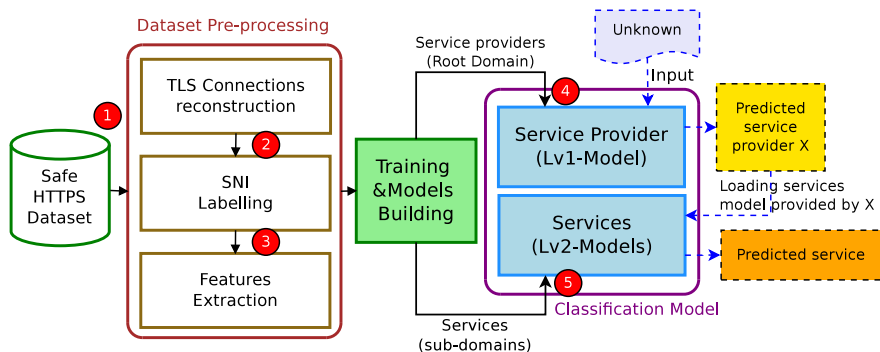 Dataset Pre-processing
1
Safe
HTTPS
Dataset
TLS Connections
reconstruction
2
SNI
Labelling
3
Features
Extraction
Training
&Models
Building
Service providers
(Root Domain)
Services
(sub-domains)
Unknown
Input
4
Service Provider
(Lv1-Model)
Services
(Lv2-Models)
5
Classification Model
Predicted
service
provider X
Loading services
model provided by X
Predicted service